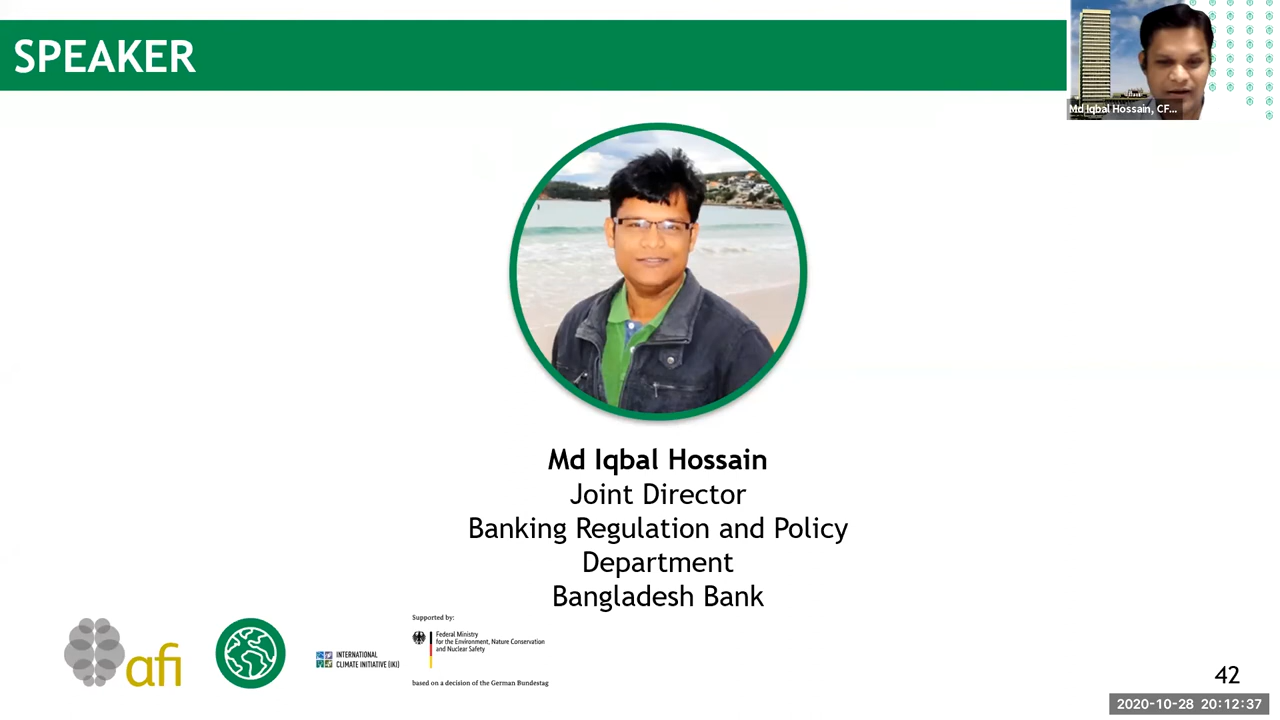 SPEAKER
Md Iqbal Hossain, CF...
Md Iqbal Hossain
Joint Director
Banking Regulation and Policy
Department
Bangladesh Bank
afi
INTERNATIONAL
CLIMATE INITIATIVE (IKI)
Supported by:
Federal Ministry
for the Environment, Nature Conservation
and Nuclear Safety
based on a decision of the German Bundestag
42
2020-10-28 20:12:37